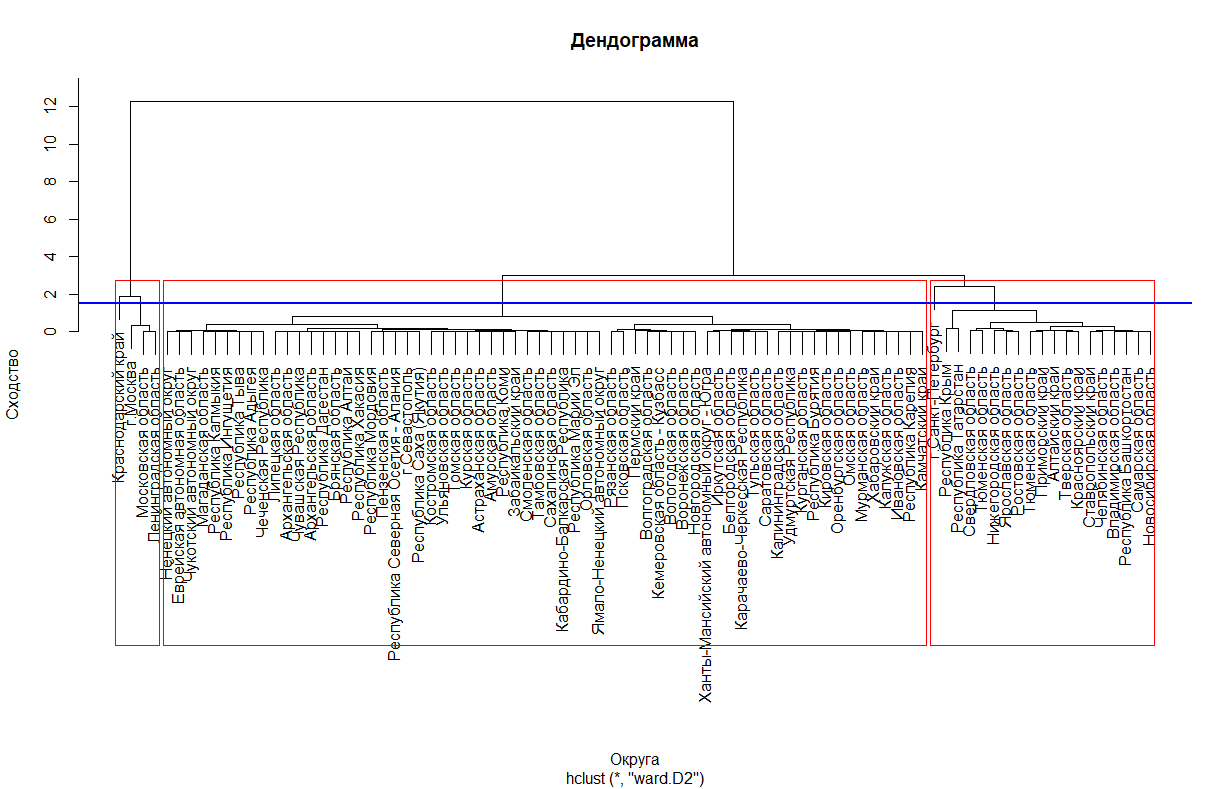 Дендограмма
Сходство
12
10
8
6
4
2
0
Краснодарский край
г.Москва
Московская область
Ленинградская область
Ненецкий автономный округ
Еврейская автономная область
Чукотский автономный округ
Магаданская область
Республика Калмыкия
Республика Ингушетия
Республика Тыва
Республика Адыгея
Чеченская Республика
Липецкая область
Архангельская область
Чувашская Республика
Архангельская область
Республика Дагестан
Брянская область
Республика Алтай
Республика Хакасия
Республика Мордовия
Пензенская область
Республика Северная Осетия - Алания
г.Севастополь
Республика Саха (Якутия)
Костромская область
Ульяновская область
Томская область
Курская область
Астраханская область
Амурская область
Республика Коми
Забайкальский край
Смоленская область
Тамбовская область
Сахалинская область
Кабардино-Балкарская Республика
Республика Марий Эл
Орловская область
Ямало-Ненецкий автономный округ
Рязанская область
Псковская область
Пермский край
Волгоградская область
Кемеровская область - Кузбасс
Вологодская область
Воронежская область
Новгородская область
Ханты-Мансийский автономный округ - Югра
Иркутская область
Белгородская область
Карачаево-Черкесская Республика
Тульская область
Саратовская область
Калининградская область
Удмуртская Республика
Курганская область
Республика Бурятия
Кировская область
Оренбургская область
Омская область
Мурманская область
Хабаровский край
Калужская область
Ивановская область
Республика Карелия
Камчатский край
г.Санкт-Петербург
Республика Крым
Республика Татарстан
Свердловская область
Тюменская область
Нижегородская область
Ярославская область
Ростовская область
Тюменская область
Приморский край
Алтайский край
Тверская область
Красноярский край
Ставропольский край
Челябинская область
Владимирская область
Республика Башкортостан
Самарская область
Новосибирская область
Округа
hclust (*, "ward.D2")